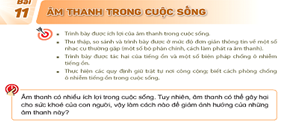 Bài
11
ÂM THANH TRONG CUỘC SỐNG
Trình bày được ích lợi của âm thanh trong cuộc sống.
Thu thập, so sánh và trình bày được ở mức độ đơn giản thông tin về một số
nhạc cụ thường gặp (một số bộ phận chính, cách làm phát ra âm thanh).
Trình bày được tác hại của tiếng ồn và một số biện pháp chống ô nhiễm
tiếng ồn.
Thực hiện các quy định giữ trật tự nơi công cộng; biết cách phòng chống
ô nhiễm tiếng ồn trong cuộc sống.
Âm thanh có nhiều ích lợi trong cuộc sống. Tuy nhiên, âm thanh có thể gây hại
cho sức khoẻ của con người, vậy làm cách nào để giảm ảnh hưởng của những
âm thanh này?